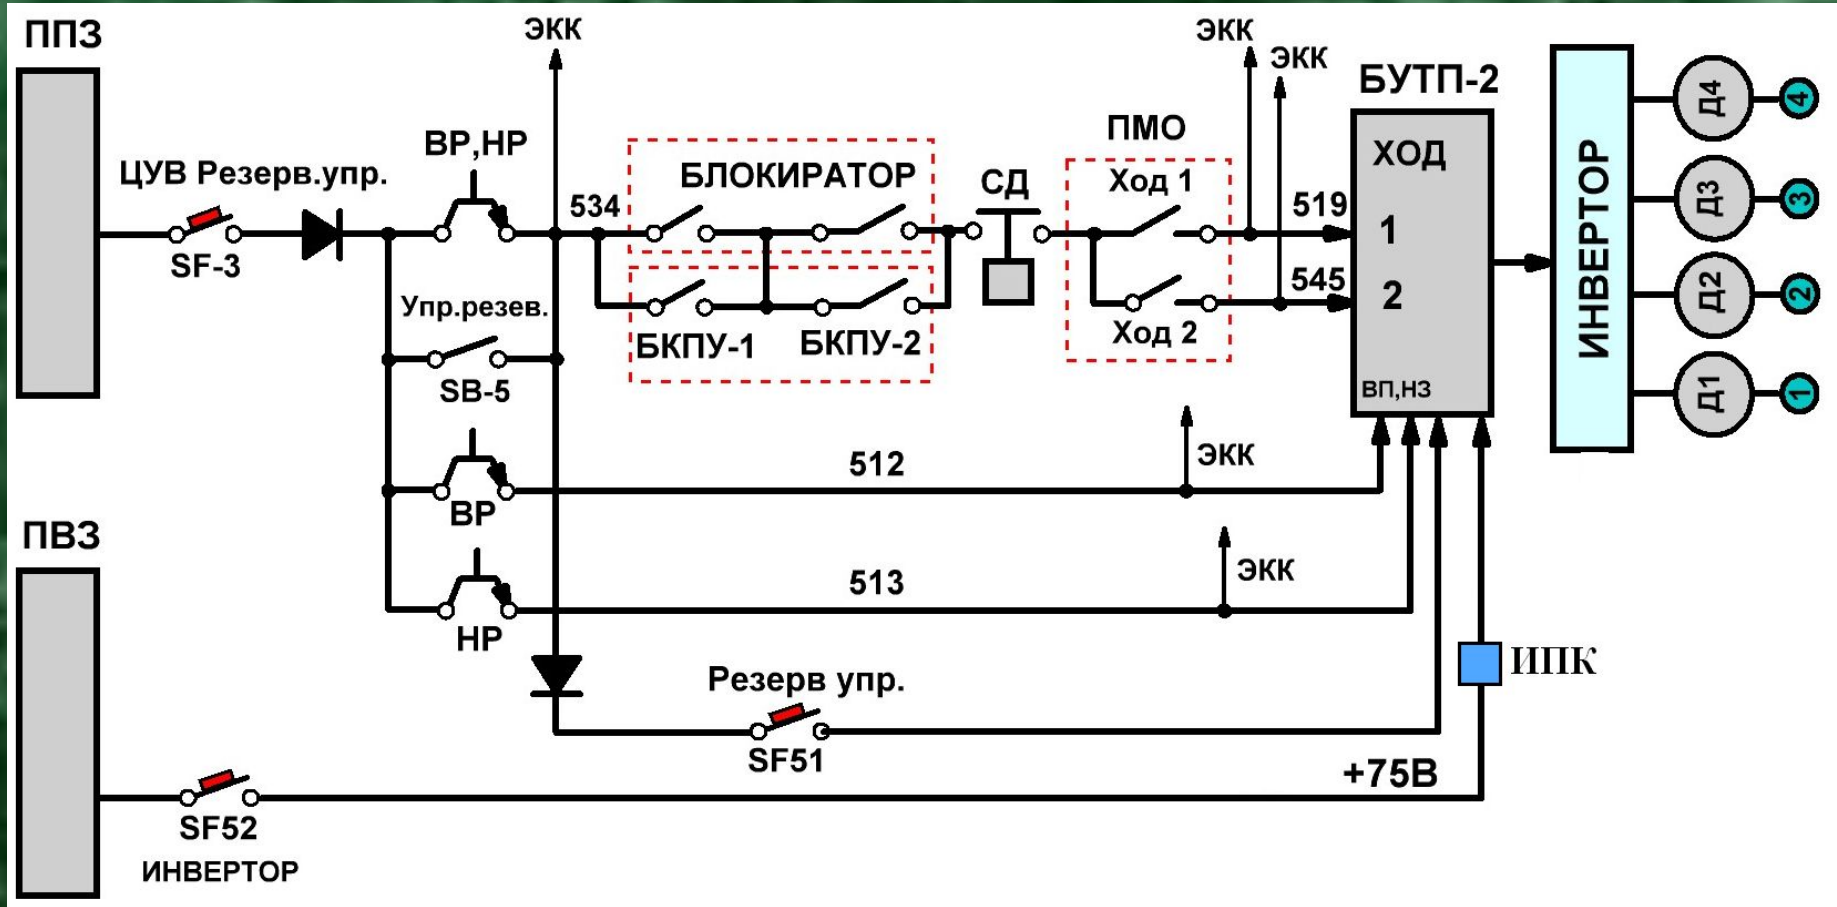 ППЗ
ЭКК
ЭКК
ЭКК
БУТП-2
ЦУВ Резерв.упр.
ВР,НР
534
БЛОКИРАТОР
СД
ПМО
Ход 1
519
ХОД
1
SF-3
Упр.резев.
БКПУ-1
БКПУ-2
Ход 2
545
2
SB-5
ВП,НЗ
ИНВЕРТОР
Д4
4
Д3
3
Д2
2
Д1
1
512
ЭКК
ВР
ПВЗ
513
ЭКК
НР
Резерв упр.
ИПК
SF51
+75В
SF52
ИНВЕРТОР